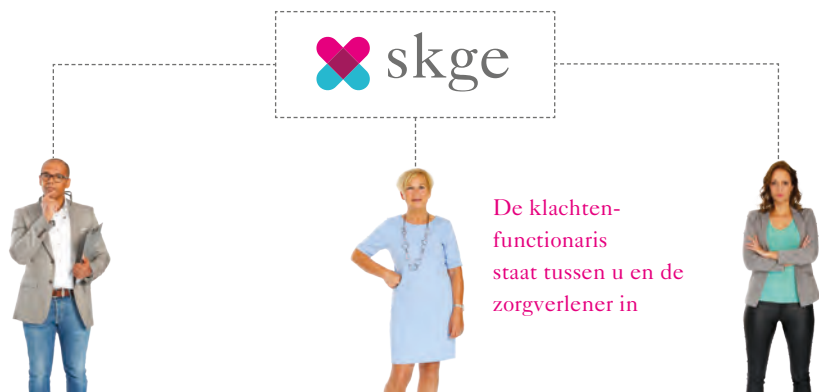 skge
De klachten-
functionaris
staat tussen u en de
zorgverlener in